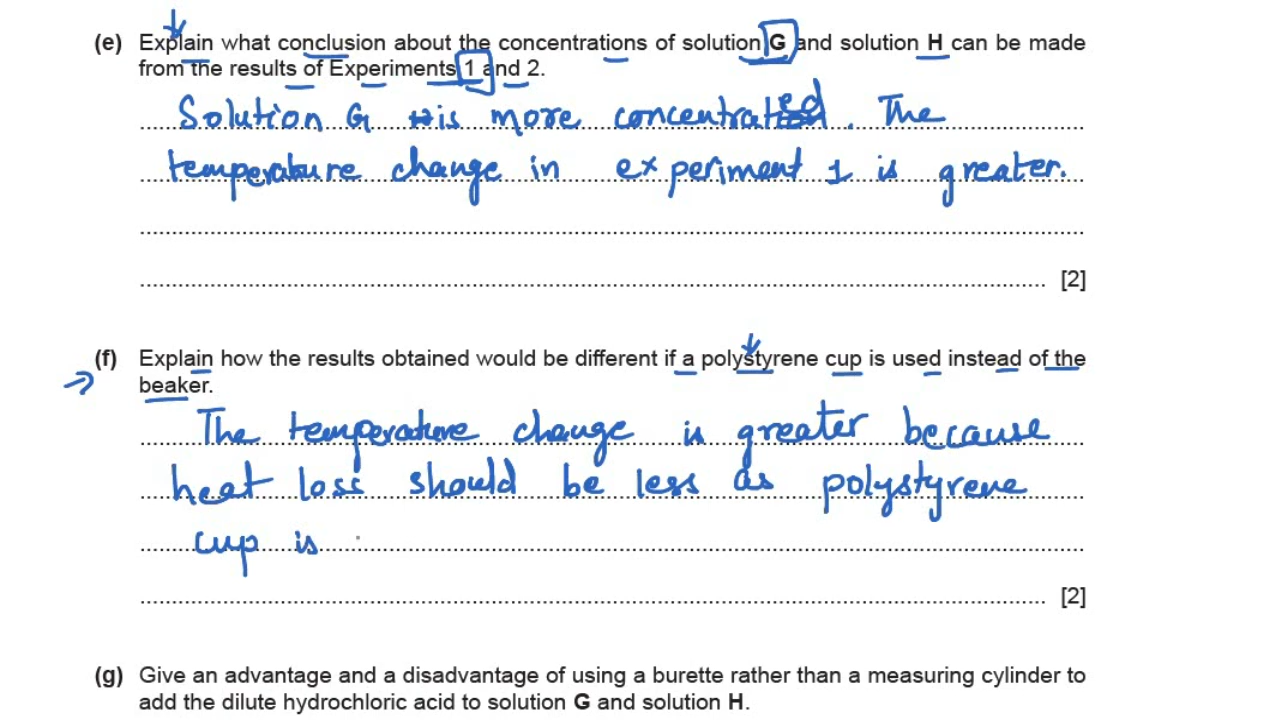 (e) Explain what conclusion about the concentrations of solution G and solution H can be made
from the results of Experiments 1 and 2.
Solution G is more concentrated. The
temperature change in experiment 1 is greater.
[2]
(f) Explain how the results obtained would be different if a polystyrene cup is used instead of the
beaker.
The temperature change is greater because
heat loss should be less as polystyrene
cup is
[2]
(g) Give an advantage and a disadvantage of using a burette rather than a measuring cylinder to
add the dilute hydrochloric acid to solution G and solution H.